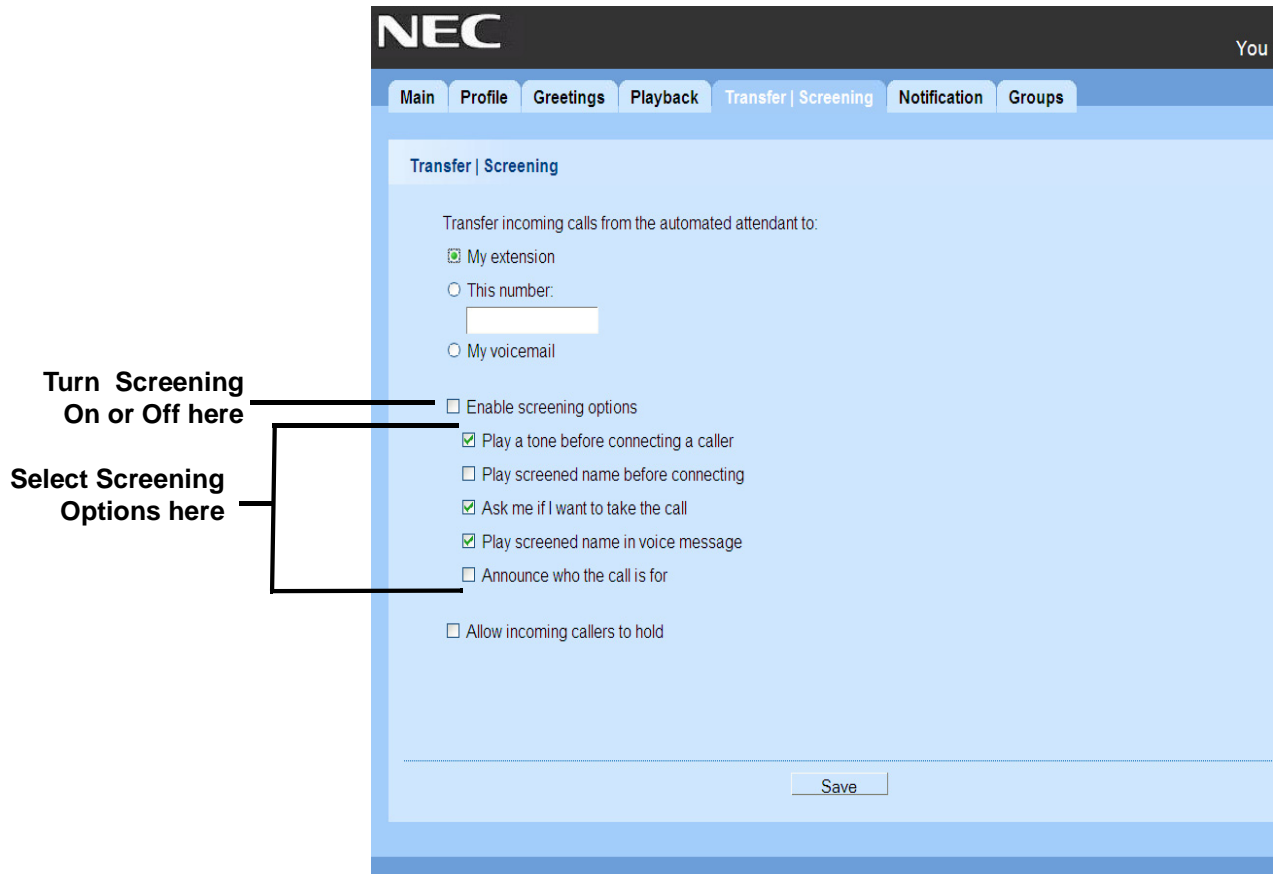 NEC
You
Main Profile Greetings Playback Transfer | Screening Notification Groups
Transfer | Screening
Transfer incoming calls from the automated attendant to:
My extension
This number:
My voicemail
Turn Screening
On or Off here
Enable screening options
Play a tone before connecting a caller
Play screened name before connecting
Select Screening
Options here
Ask me if I want to take the call
Play screened name in voice message
Announce who the call is for
Allow incoming callers to hold
Save